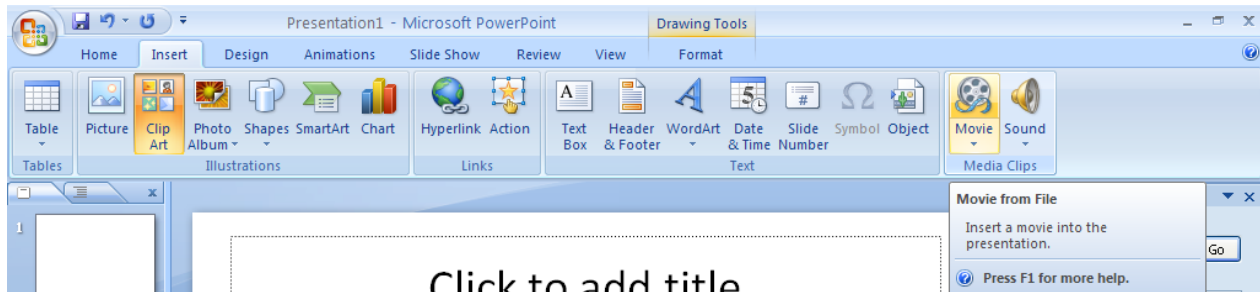 Presentation1 - Microsoft PowerPoint
Drawing Tools
Home Insert Design Animations Slide Show Review View Format
Table Picture Clip Art Photo Album Shapes SmartArt Chart Hyperlink Action Text Box Header & Footer WordArt Date & Time Slide Number Symbol Object Movie Sound
Tables Illustrations Links Text Media Clips
1
Click to add title
Movie from File
Insert a movie into the
presentation.
Go
Press F1 for more help.